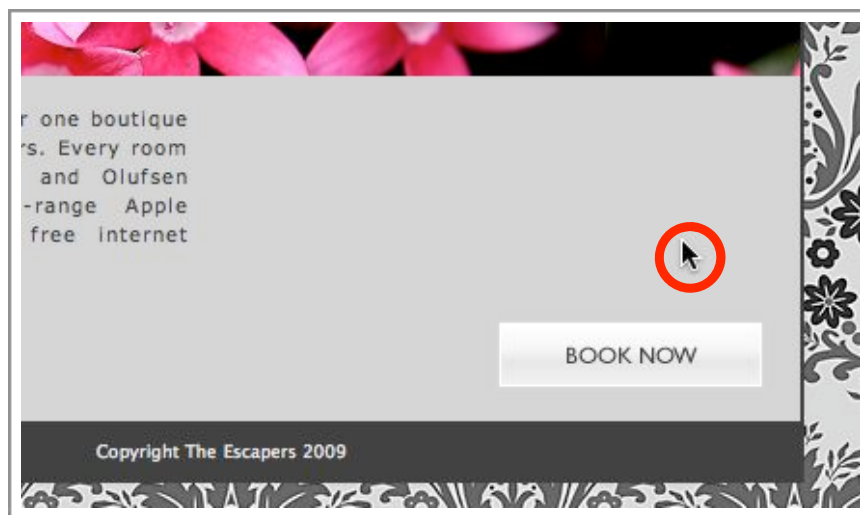 r one boutique
rs. Every room
and Olufsen
-range Apple
free internet
BOOK NOW
Copyright The Escapers 2009